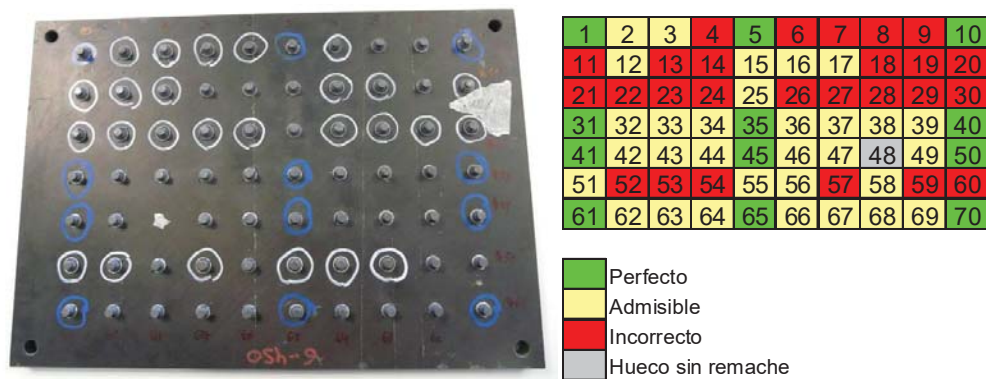 1 2 3 4 5 6 7 8 9 10
11 12 13 14 15 16 17 18 19 20
21 22 23 24 25 26 27 28 29 30
31 32 33 34 35 36 37 38 39 40
41 42 43 44 45 46 47 48 49 50
51 52 53 54 55 56 57 58 59 60
61 62 63 64 65 66 67 68 69 70
Perfecto
Admisible
Incorrecto
Hueco sin remache